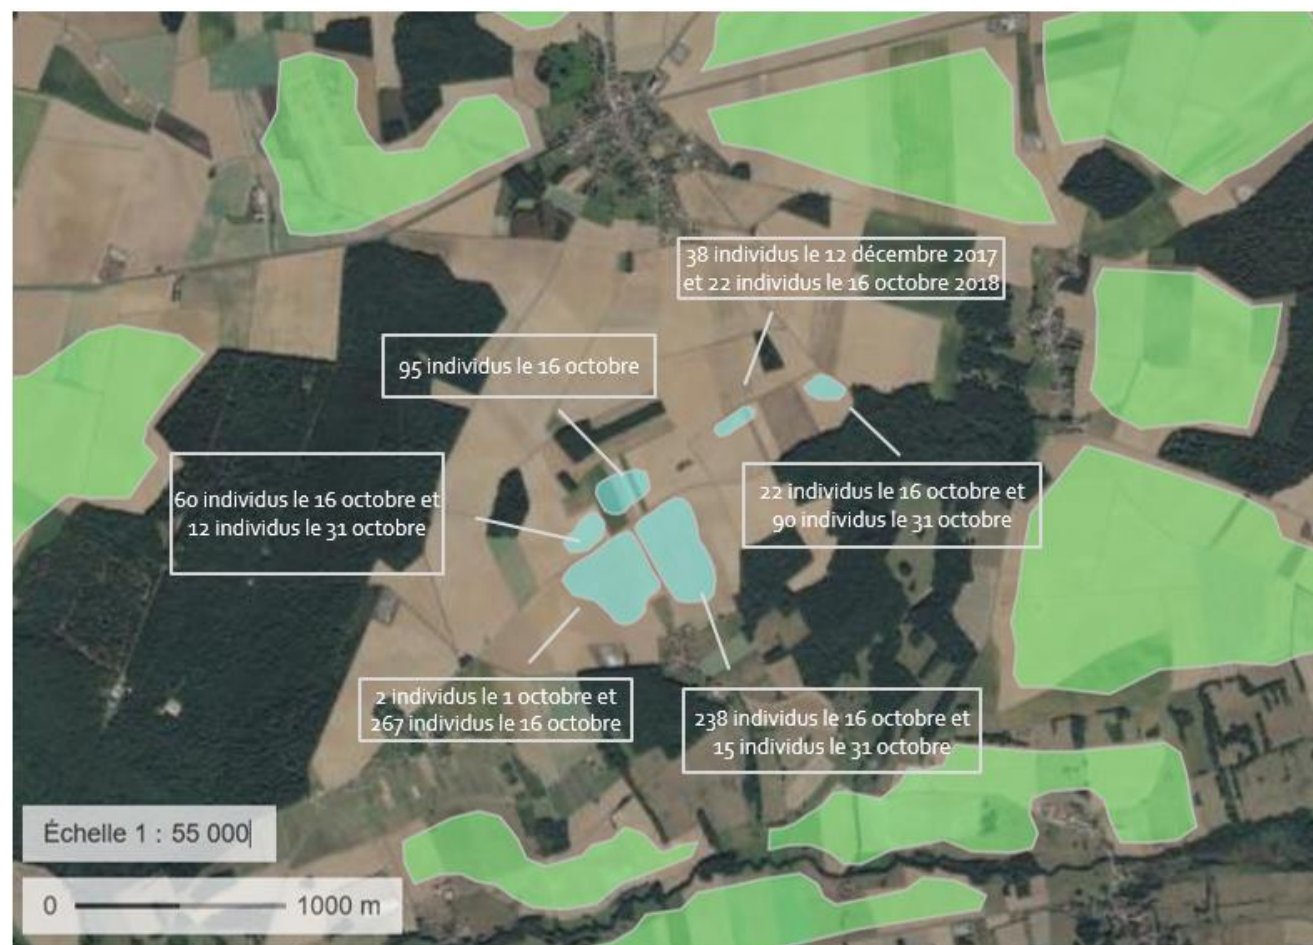 38 individus le 12 décembre 2017
et 22 individus le 16 octobre 2018
95 individus le 16 octobre
60 individus le 16 octobre et
12 individus le 31 octobre
22 individus le 16 octobre et
90 individus le 31 octobre
2 individus le 1 octobre et
267 individus le 16 octobre
238 individus le 16 octobre et
15 individus le 31 octobre
Échelle 1 : 55 000
0 1000 m